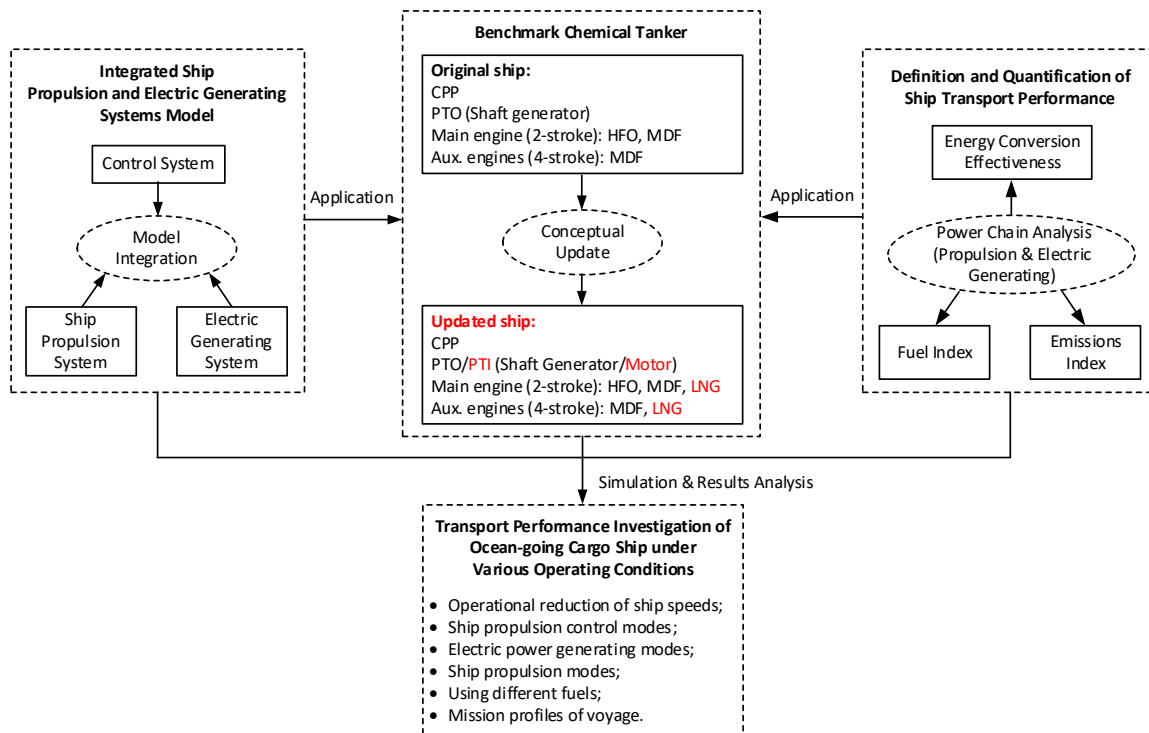 Integrated Ship
Propulsion and Electric Generating
Systems Model
Control System
Model
Integration
Ship
Propulsion
System
Electric
Generating
System
Application
Benchmark Chemical Tanker
Original ship:
CPP
PTO (Shaft generator)
Main engine (2-stroke): HFO, MDF
Aux. engines (4-stroke): MDF
Conceptual
Update
Updated ship:
CPP
PTO/PTI (Shaft Generator/Motor)
Main engine (2-stroke): HFO, MDF, LNG
Aux. engines (4-stroke): MDF, LNG
Application
Definition and Quantification of
Ship Transport Performance
Energy Conversion
Effectiveness
Power Chain Analysis
(Propulsion & Electric
Generating)
Fuel Index
Emissions
Index
Simulation & Results Analysis
Transport Performance Investigation of
Ocean-going Cargo Ship under
Various Operating Conditions
• Operational reduction of ship speeds;
• Ship propulsion control modes;
• Electric power generating modes;
• Ship propulsion modes;
• Using different fuels;
• Mission profiles of voyage.